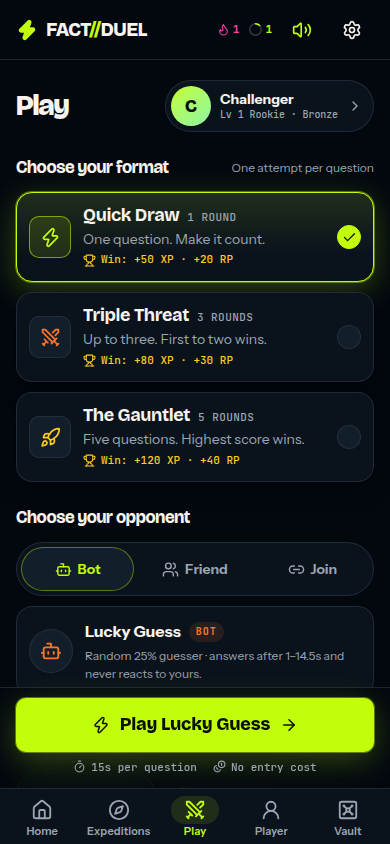 FACT//DUEL
1
1
Play
C
Challenger
Lv 1 Rookie · Bronze
Choose your format
One attempt per question
Quick Draw 1 ROUND
One question. Make it count.
Win: +50 XP · +20 RP
Triple Threat 3 ROUNDS
Up to three. First to two wins.
Win: +80 XP · +30 RP
The Gauntlet 5 ROUNDS
Five questions. Highest score wins.
Win: +120 XP · +40 RP
Choose your opponent
Bot
Friend
Join
Lucky Guess BOT
Random 25% guesser · answers after 1–14.5s and
never reacts to yours.
Play Lucky Guess
15s per question
No entry cost
Home
Expeditions
Play
Player
Vault